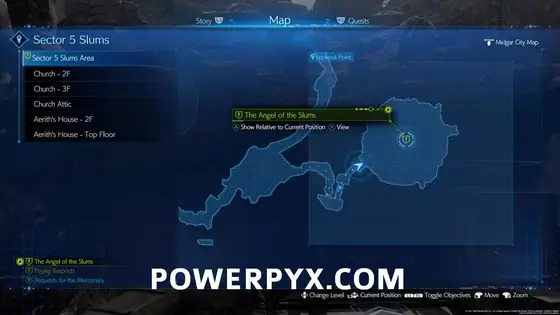 Story
Map
Quests
Sector 5 Slums
Midgar City Map
Sector 5 Slums Area
Church - 2F
Church - 3F
Church Attic
Aerith's House - 2F
Aerith's House - Top Floor
Lookout Point
The Angel of the Slums
Show Relative to Current Position
View
The Angel of the Slums
Paying Respects
Requests for the Mercenary
POWERPYX.COM
Change Level Current Position Toggle Objectives Move Zoom